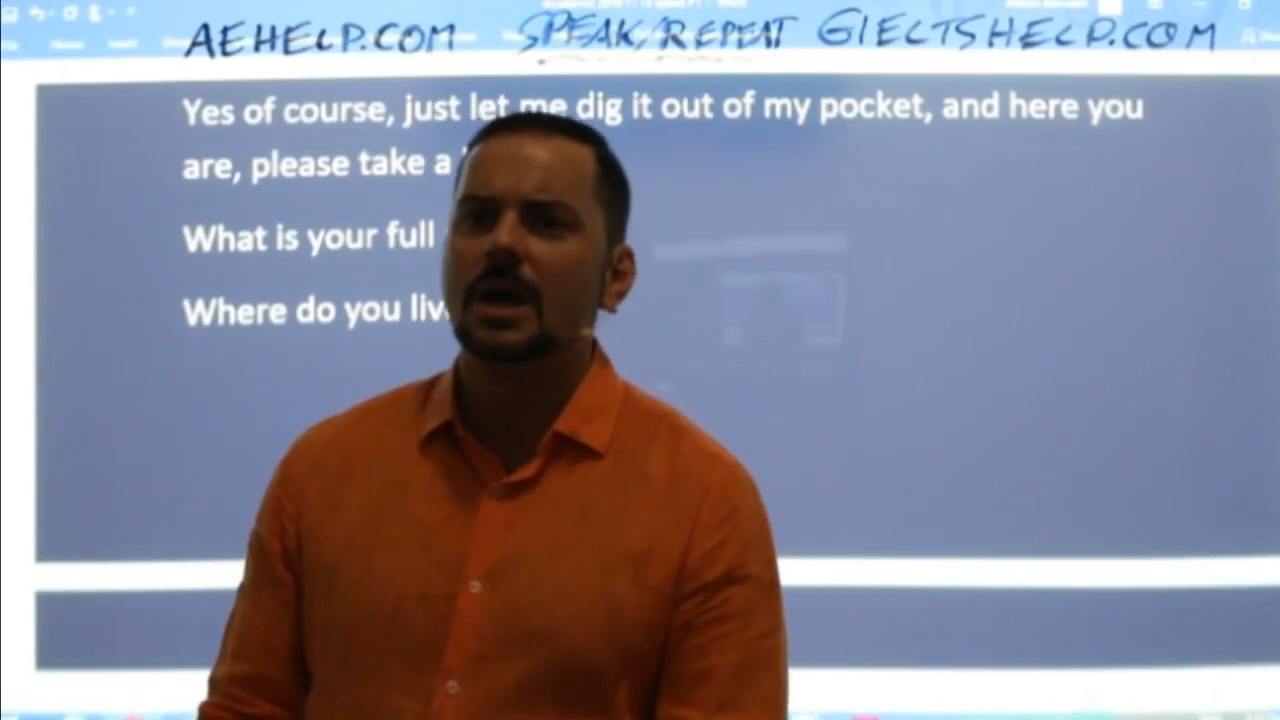 AEHELP.COM SPEAK/REPEAT GIELTSHELP.COM
Yes of course, just let me dig it out of my pocket, and here you
are, please take a
What is your full
Where do you liv